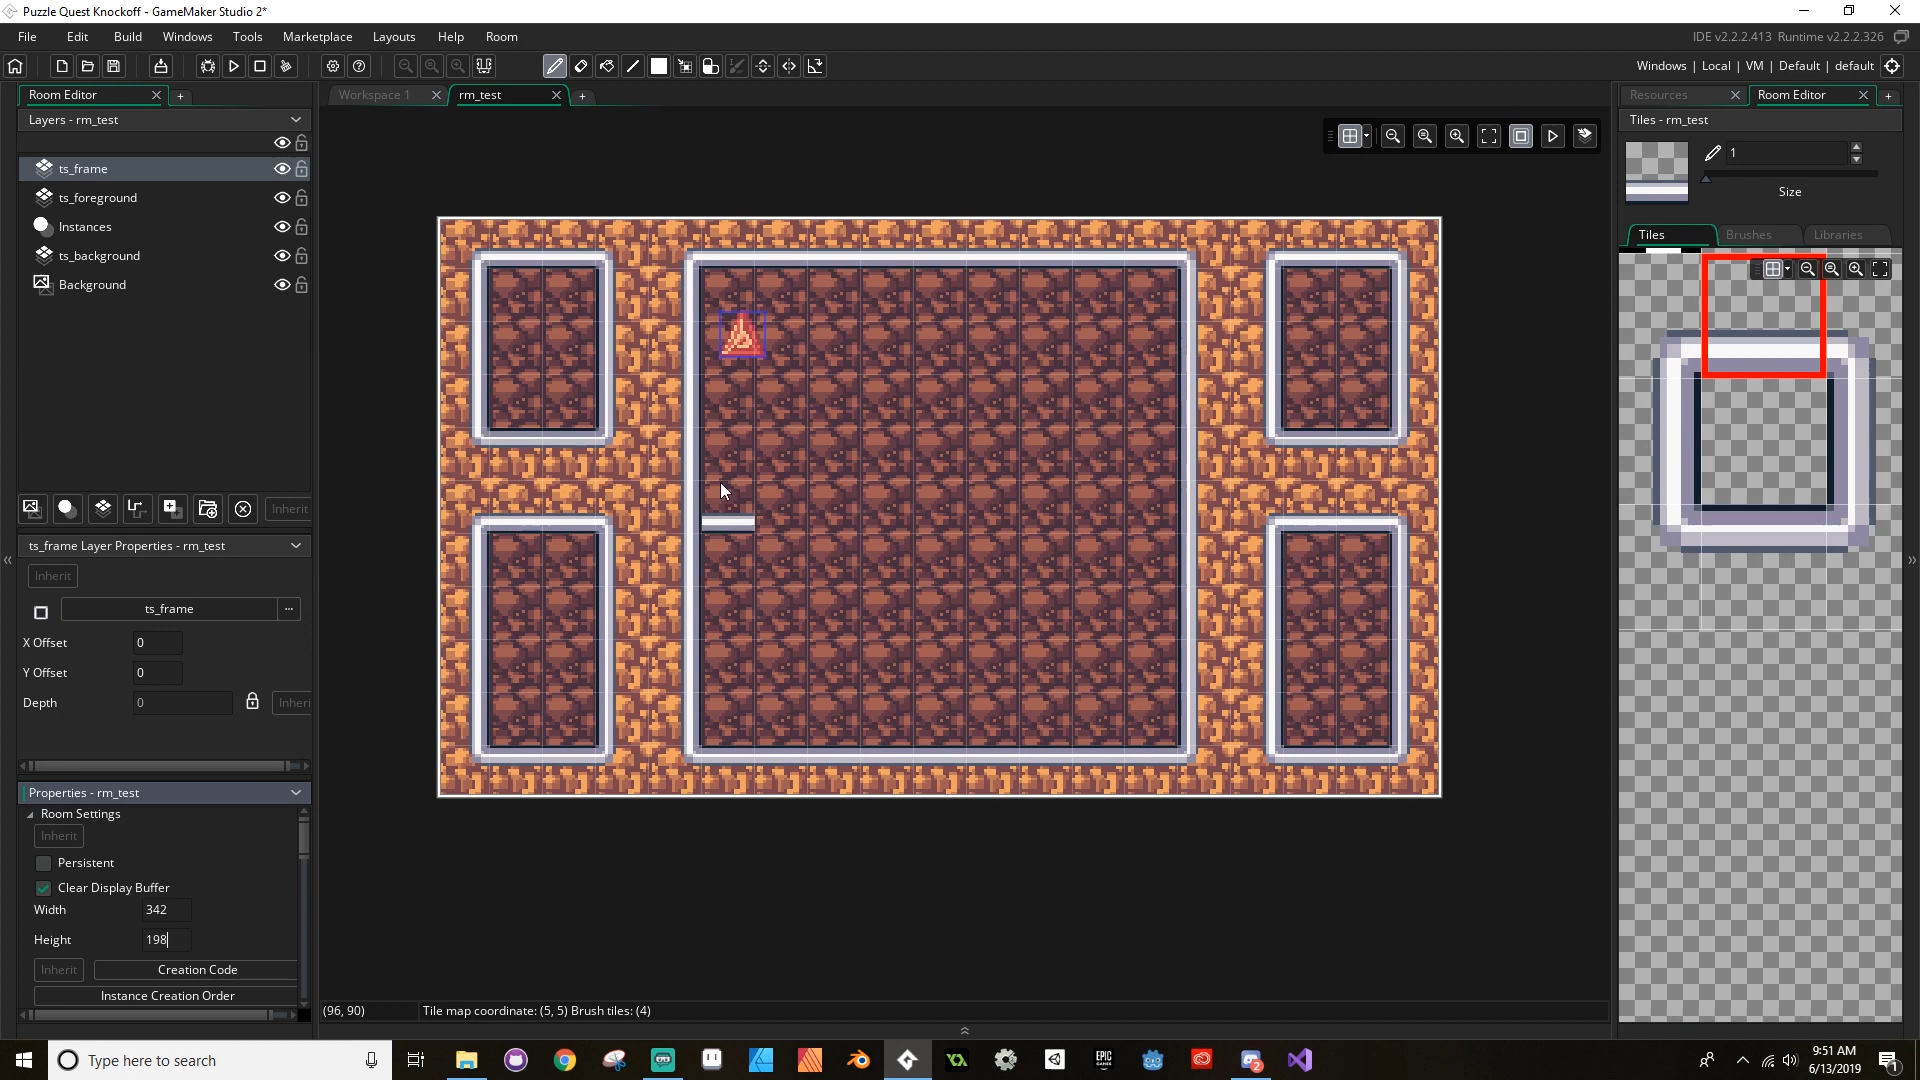 Puzzle Quest Knockoff - GameMaker Studio 2*
File Edit Build Windows Tools Marketplace Layouts Help Room
IDE v2.2.2.413 Runtime v2.2.2.326
Windows | Local | VM | Default | default
Room Editor
Workspace 1
rm_test
Resources
Room Editor
Layers - rm_test
ts_frame
ts_foreground
Instances
ts_background
Background
Inherit
ts_frame Layer Properties - rm_test
Inherit
ts_frame
X Offset 0
Y Offset 0
Depth 0
Inheri
Properties - rm_test
Room Settings
Inherit
Persistent
Clear Display Buffer
Width 342
Height 198
Inherit
Creation Code
Instance Creation Order
(96, 90)
Tile map coordinate: (5, 5) Brush tiles: (4)
Tiles - rm_test
1
Size
Tiles
Brushes
Libraries
Type here to search
EPIC
GAMES
2
9:51 AM
6/13/2019
1